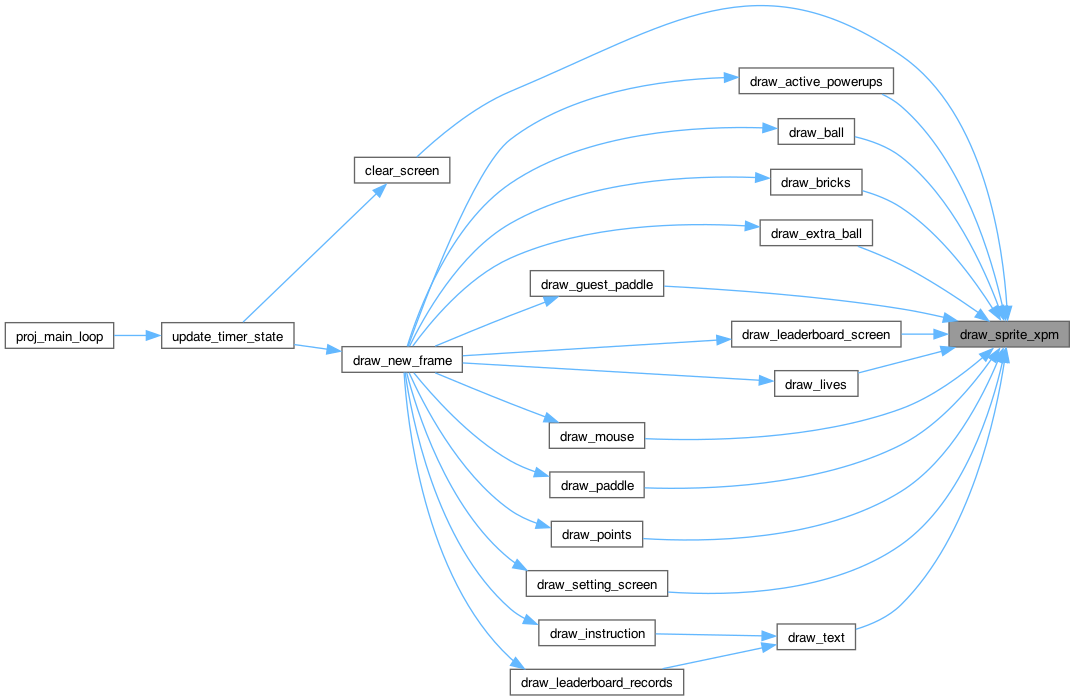 draw_active_powerups
draw_ball
clear_screen
draw_bricks
draw_extra_ball
draw_guest_paddle
proj_main_loop
update_timer_state
draw_leaderboard_screen
draw_sprite_xpm
draw_new_frame
draw_lives
draw_mouse
draw_paddle
draw_points
draw_setting_screen
draw_instruction
draw_text
draw_leaderboard_records